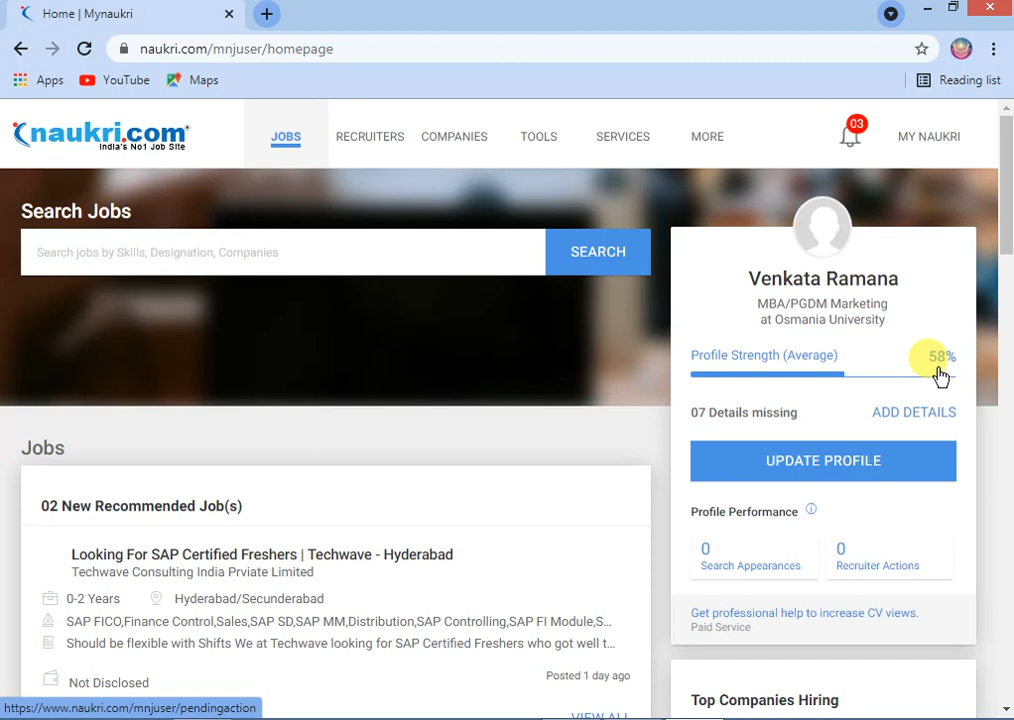 Home | Mynaukri
naukri.com/mnjuser/homepage
Apps YouTube Maps Reading list
naukri.com
India's No1 Job Site
JOBS RECRUITERS COMPANIES TOOLS SERVICES MORE 03 MY NAUKRI
Search Jobs
Search jobs by Skills, Designation, Companies SEARCH
Venkata Ramana
MBA/PGDM Marketing
at Osmania University
Profile Strength (Average) 58%
07 Details missing ADD DETAILS
UPDATE PROFILE
Profile Performance
0 0
Search Appearances Recruiter Actions
Get professional help to increase CV views.
Paid Service
Top Companies Hiring
Jobs
02 New Recommended Job(s)
Looking For SAP Certified Freshers | Techwave - Hyderabad
Techwave Consulting India Prviate Limited
0-2 Years Hyderabad/Secunderabad
SAP FICO,Finance Control,Sales,SAP SD,SAP MM,Distribution,SAP Controlling,SAP FI Module,S...
Should be flexible with Shifts We at Techwave looking for SAP Certified Freshers who got well t...
Not Disclosed Posted 1 day ago
VIEW ALL
https://www.naukri.com/mnjuser/pendingaction